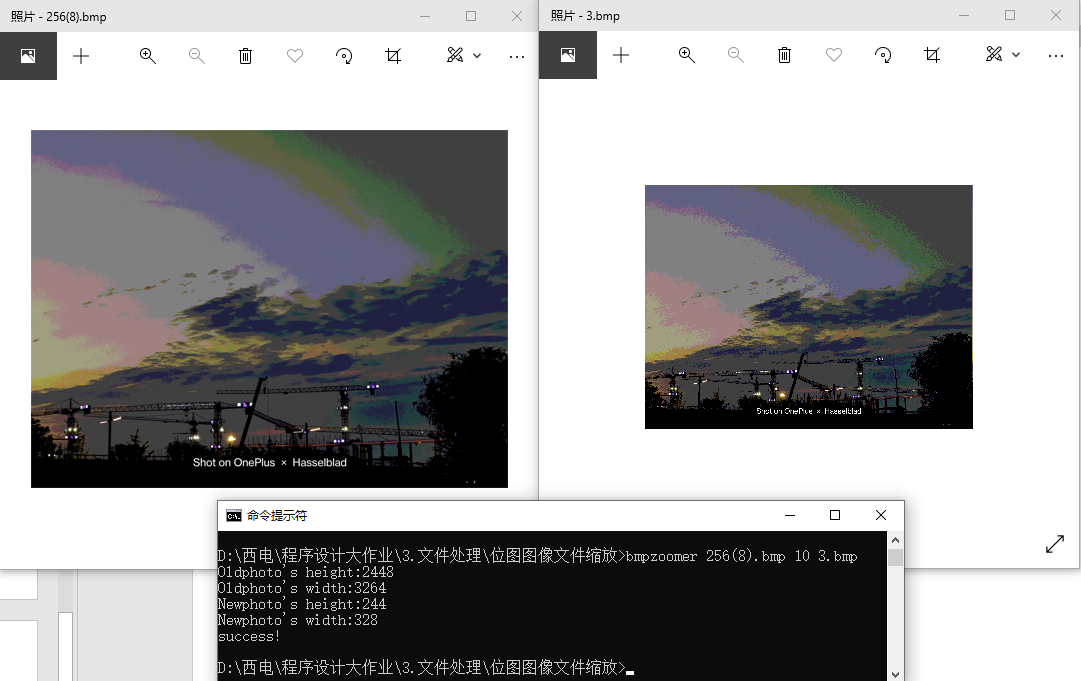 照片 - 256(8).bmp
照片 - 3.bmp
Shot on OnePlus × Hasselblad
Shot on OnePlus × Hasselblad
命令提示符
D:\西电\程序设计大作业\3.文件处理\位图图像文件缩放>bmpzoomer 256(8).bmp 10 3.bmp
Oldphoto's height:2448
Oldphoto's width:3264
Newphoto's height:244
Newphoto's width:328
success!
D:\西电\程序设计大作业\3.文件处理\位图图像文件缩放>